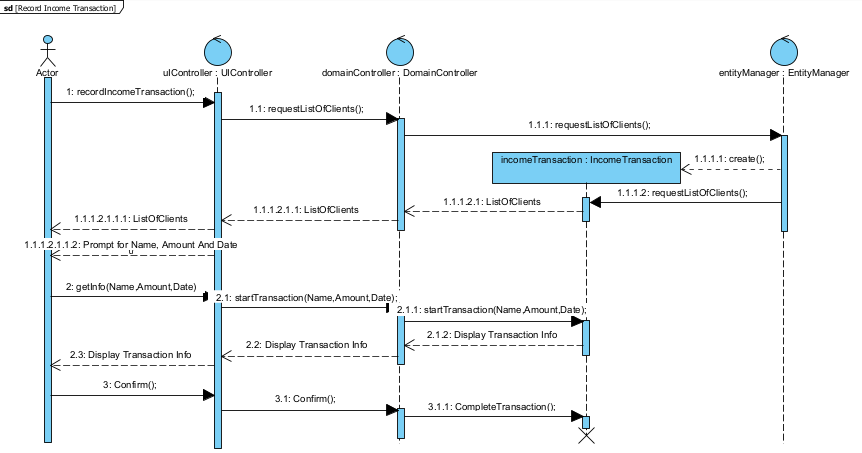 sd [Record Income Transaction]
Actor
uIController : UIController
domainController : DomainController
entityManager : EntityManager
1: recordIncomeTransaction();
1.1: requestListOfClients();
1.1.1: requestListOfClients();
incomeTransaction : IncomeTransaction
1.1.1.1: create();
1.1.1.2: requestListOfClients();
1.1.1.2.1: ListOfClients
1.1.1.2.1.1: ListOfClients
1.1.1.2.1.1.1: ListOfClients
1.1.1.2.1.1.2: Prompt for Name, Amount And Date
2: getInfo(Name,Amount,Date)
2.1: startTransaction(Name,Amount,Date);
2.1.1: startTransaction(Name,Amount,Date);
2.1.2: Display Transaction Info
2.2: Display Transaction Info
2.3: Display Transaction Info
3: Confirm();
3.1: Confirm();
3.1.1: CompleteTransaction();